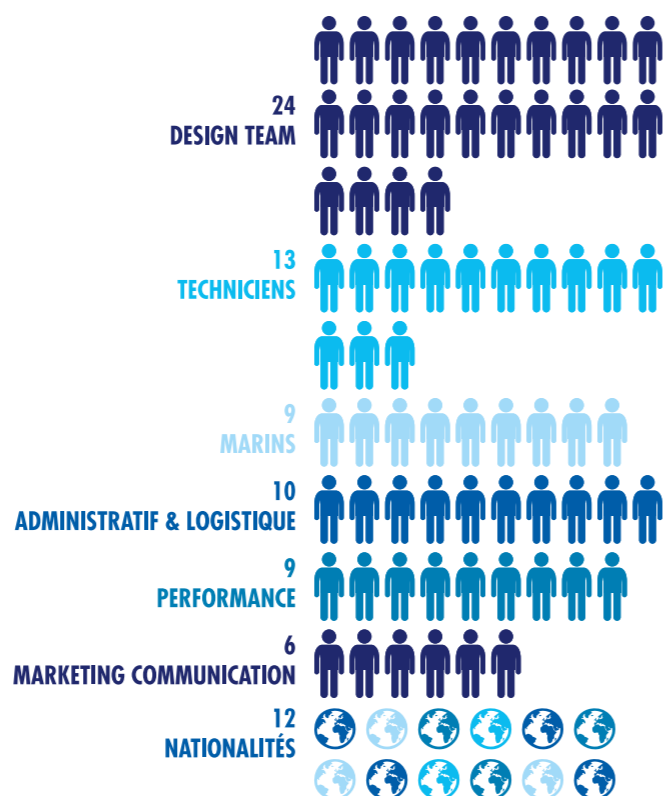 24
DESIGN TEAM
13
TECHNICIENS
9
MARINS
10
ADMINISTRATIF & LOGISTIQUE
9
PERFORMANCE
6
MARKETING COMMUNICATION
12
NATIONALITÉS